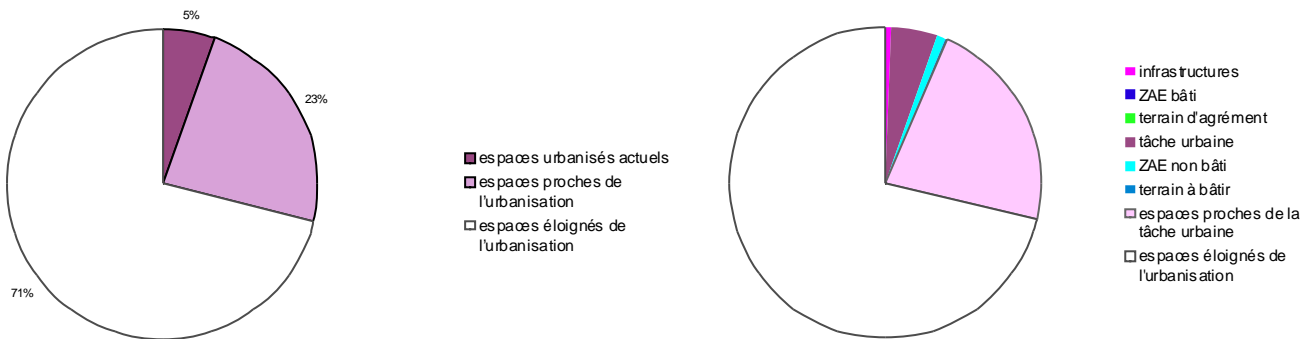 5%
23%
71%
espaces urbanisés actuels
espaces proches de
l'urbanisation
espaces éloignés de
l'urbanisation
infrastructures
ZAE bâti
terrain d'agrément
tâche urbaine
ZAE non bâti
terrain à bâtir
espaces proches de la
tâche urbaine
espaces éloignés de
l'urbanisation